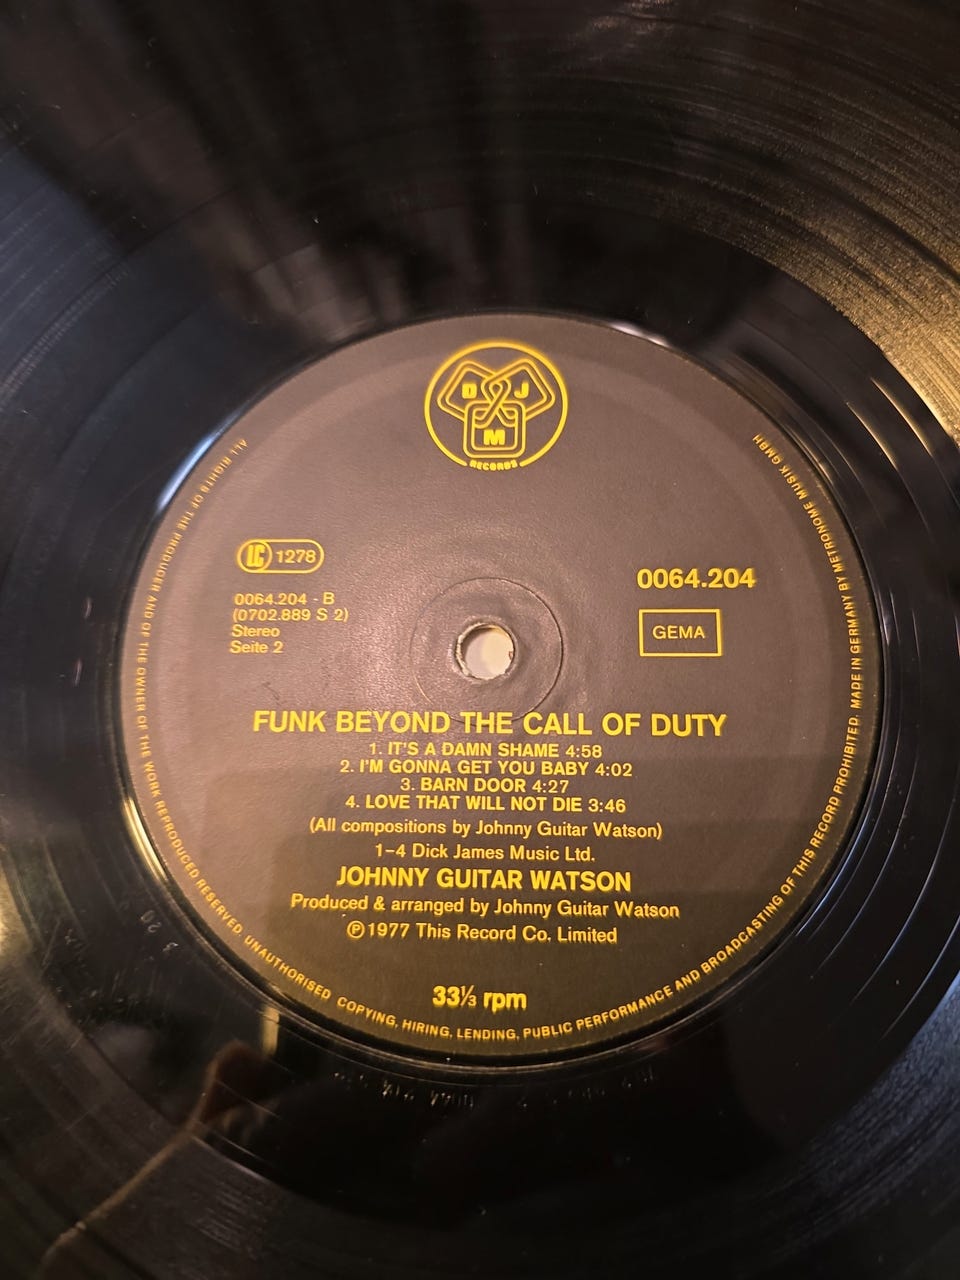 D J
M
RECORDS
LC 1278
0064.204
0064.204 - B
(0702.889 S 2)
Stereo
Seite 2
GEMA
FUNK BEYOND THE CALL OF DUTY
1. IT'S A DAMN SHAME 4:58
2. I'M GONNA GET YOU BABY 4:02
3. BARN DOOR 4:27
4. LOVE THAT WILL NOT DIE 3:46
(All compositions by Johnny Guitar Watson)
1–4 Dick James Music Ltd.
JOHNNY GUITAR WATSON
Produced & arranged by Johnny Guitar Watson
℗ 1977 This Record Co. Limited
33⅓ rpm
ALL RIGHTS OF THE PRODUCER AND OF THE OWNER OF THE WORK REPRODUCED RESERVED. UNAUTHORISED COPYING, HIRING, LENDING, PUBLIC PERFORMANCE AND BROADCASTING OF THIS RECORD PROHIBITED. MADE IN GERMANY BY METRONOME MUSIK GMBH